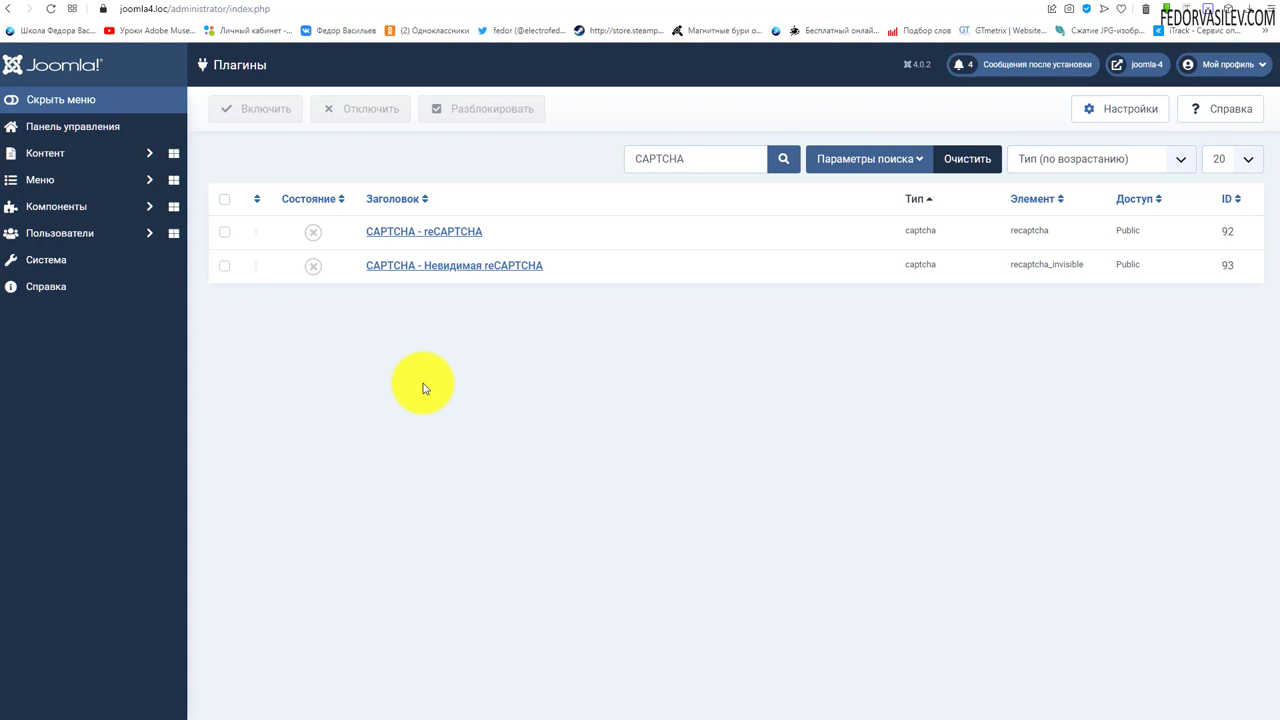 joomla4.loc/administrator/index.php
FEDORVASILEV.COM
Школа Федора Вас...
Уроки Adobe Muse...
Личный кабинет -...
Федор Васильев
(2) Одноклассники
fedor (@electrofed...
http://store.steamp...
Магнитные бури о...
Бесплатный онлай...
Подбор слов
GTmetrix | Website...
Сжатие JPG-изобр...
iTrack - Сервис оп...
Joomla!
Плагины
4.0.2
4 Сообщения после установки
joomla-4
Мой профиль
Скрыть меню
Панель управления
Контент
Меню
Компоненты
Пользователи
Система
Справка
Включить
Отключить
Разблокировать
Настройки
? Справка
CAPTCHA
Параметры поиска
Очистить
Тип (по возрастанию)
20
Состояние Заголовок Тип Элемент Доступ ID
CAPTCHA - reCAPTCHA captcha recaptcha Public 92
CAPTCHA - Невидимая reCAPTCHA captcha recaptcha_invisible Public 93